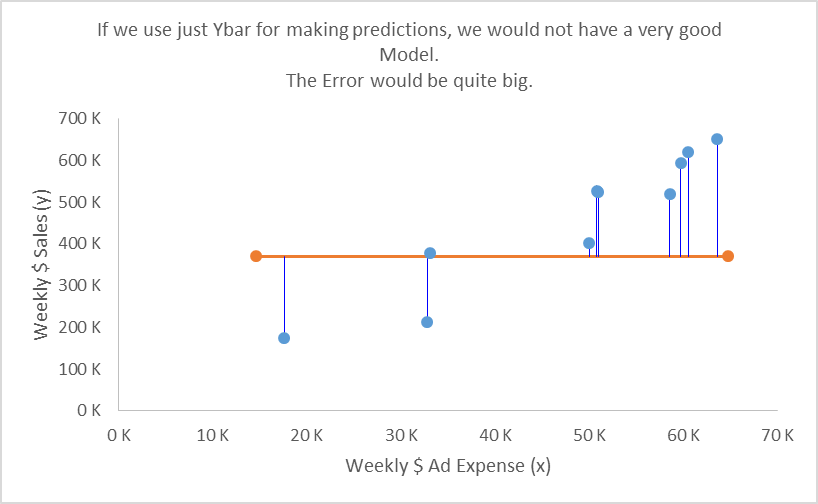 If we use just Ybar for making predictions, we would not have a very good
Model.
The Error would be quite big.
700 K
600 K
500 K
400 K
300 K
200 K
100 K
0 K
Weekly $ Sales (y)
0 K 10 K 20 K 30 K 40 K 50 K 60 K 70 K
Weekly $ Ad Expense (x)